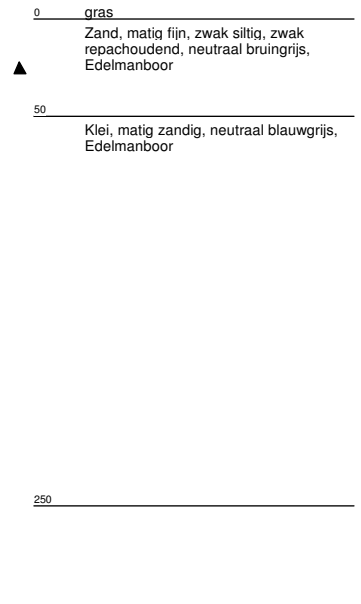 0 gras
Zand, matig fijn, zwak siltig, zwak
repachoudend, neutraal bruingrijs,
Edelmanboor
50
Klei, matig zandig, neutraal blauwgrijs,
Edelmanboor
250